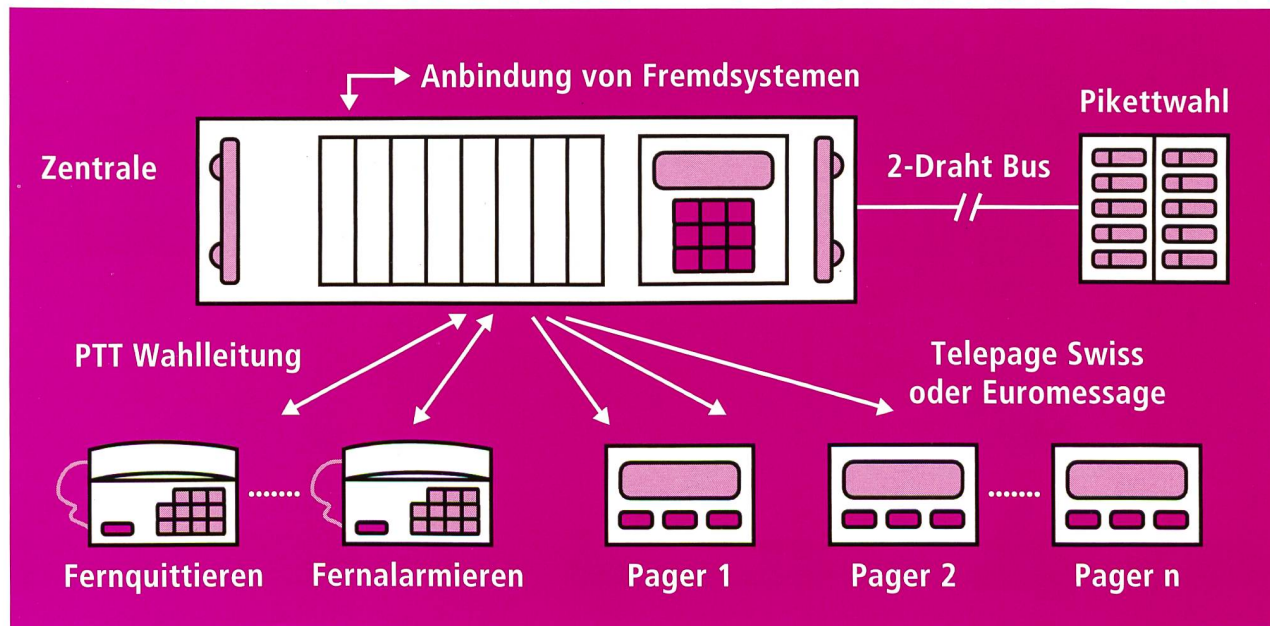 Anbindung von Fremdsystemen
Pikettwahl
Zentrale
2-Draht Bus
PTT Wahlleitung
Telepage Swiss
oder Euromessage
Fernquittieren
Fernalarmieren
Pager 1
Pager 2
Pager n